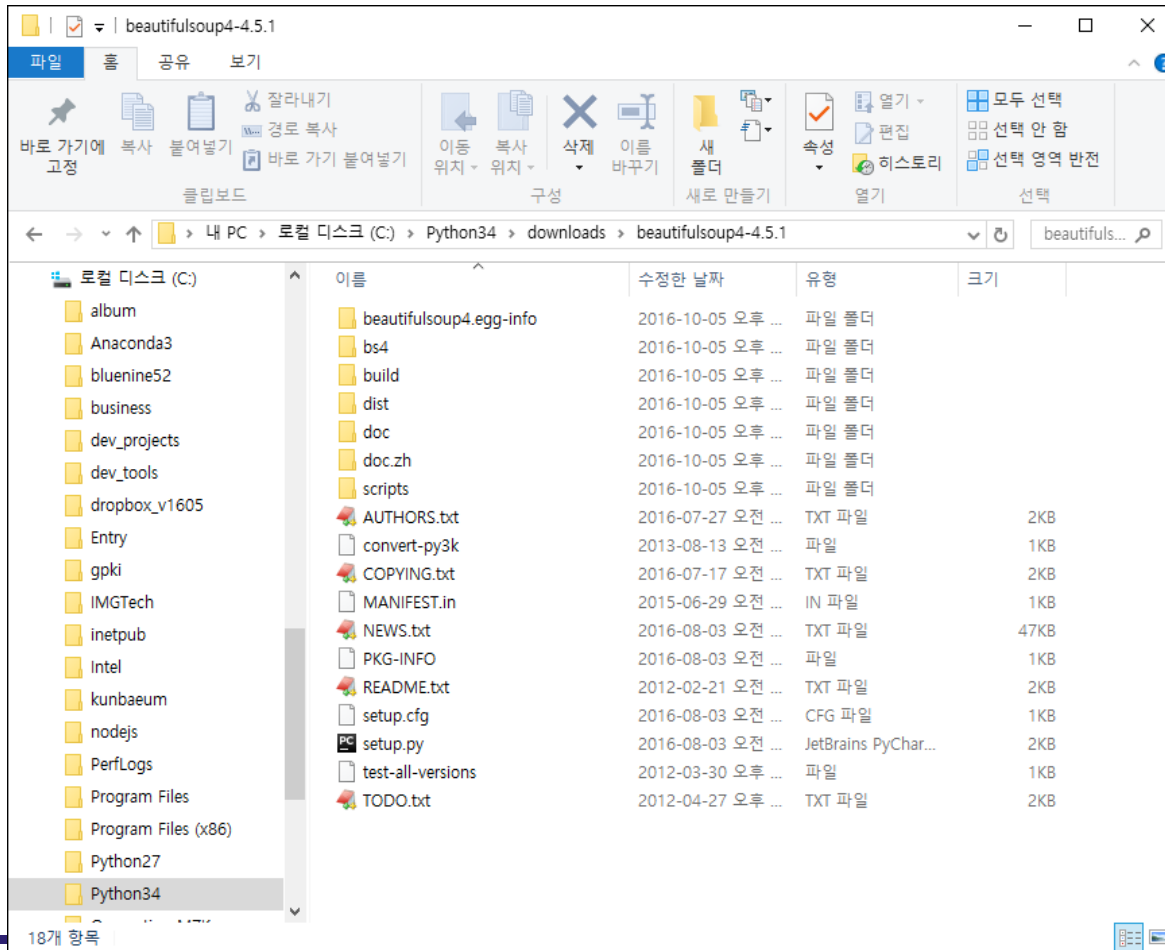 beautifulsoup4-4.5.1
파일 홈 공유 보기
바로 가기에 고정
복사
붙여넣기
잘라내기
경로 복사
바로 가기 붙여넣기
클립보드
이동 위치
복사 위치
삭제
이름 바꾸기
구성
새 폴더
새로 만들기
속성
열기
편집
히스토리
열기
모두 선택
선택 안 함
선택 영역 반전
선택
내 PC > 로컬 디스크 (C:) > Python34 > downloads > beautifulsoup4-4.5.1
beautifuls...
로컬 디스크 (C:)
album
Anaconda3
bluenine52
business
dev_projects
dev_tools
dropbox_v1605
Entry
gpki
IMGTech
inetpub
Intel
kunbaeum
nodejs
PerfLogs
Program Files
Program Files (x86)
Python27
Python34
이름 수정한 날짜 유형 크기
beautifulsoup4.egg-info 2016-10-05 오후 ... 파일 폴더
bs4 2016-10-05 오후 ... 파일 폴더
build 2016-10-05 오후 ... 파일 폴더
dist 2016-10-05 오후 ... 파일 폴더
doc 2016-10-05 오후 ... 파일 폴더
doc.zh 2016-10-05 오후 ... 파일 폴더
scripts 2016-10-05 오후 ... 파일 폴더
AUTHORS.txt 2016-07-27 오전 ... TXT 파일 2KB
convert-py3k 2013-08-13 오전 ... 파일 1KB
COPYING.txt 2016-07-17 오전 ... TXT 파일 2KB
MANIFEST.in 2015-06-29 오전 ... IN 파일 1KB
NEWS.txt 2016-08-03 오전 ... TXT 파일 47KB
PKG-INFO 2016-08-03 오전 ... 파일 1KB
README.txt 2012-02-21 오전 ... TXT 파일 2KB
setup.cfg 2016-08-03 오전 ... CFG 파일 1KB
setup.py 2016-08-03 오전 ... JetBrains PyChar... 2KB
test-all-versions 2012-03-30 오후 ... 파일 1KB
TODO.txt 2012-04-27 오후 ... TXT 파일 2KB
18개 항목